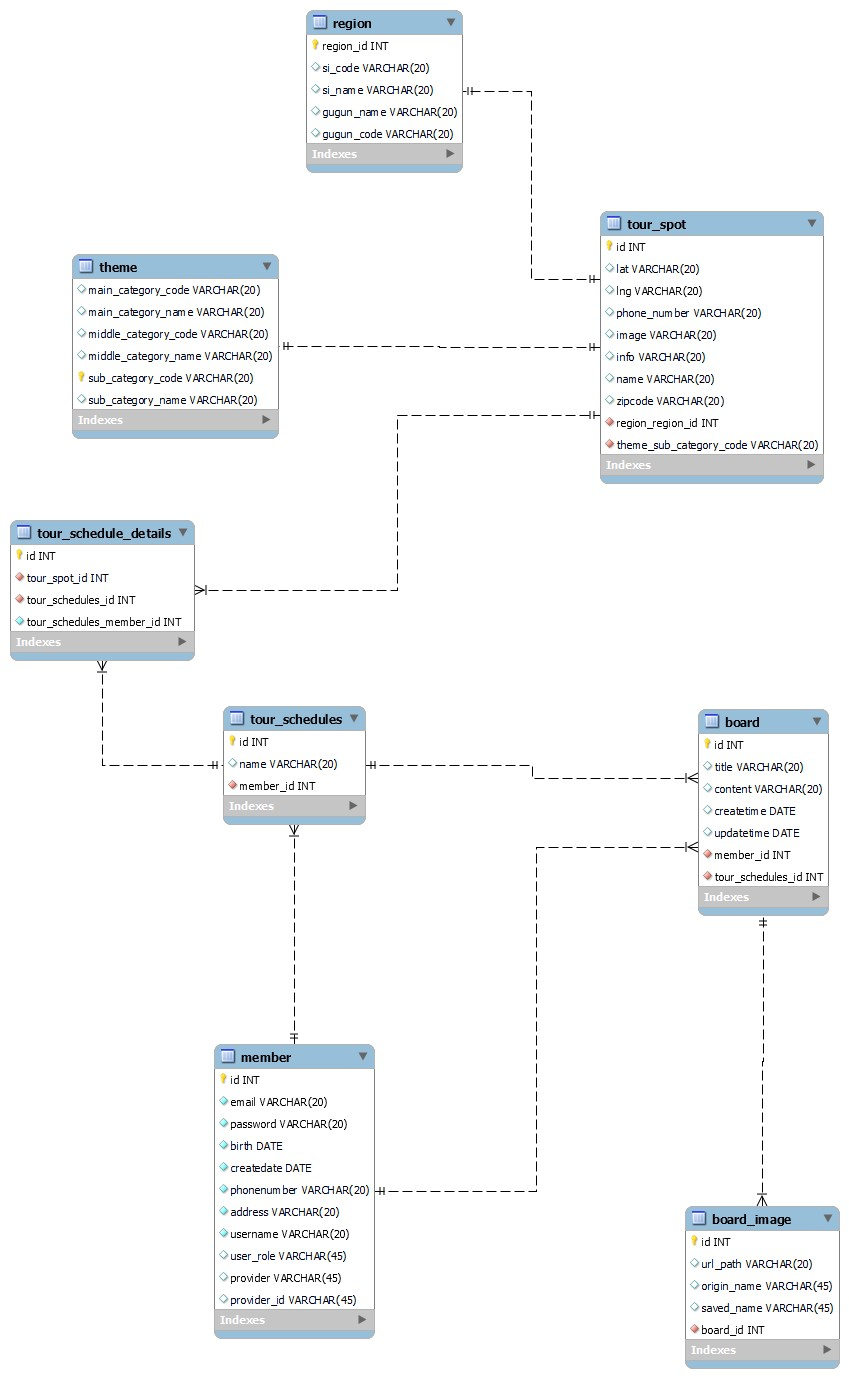 region
region_id INT
si_code VARCHAR(20)
si_name VARCHAR(20)
gugun_name VARCHAR(20)
gugun_code VARCHAR(20)
Indexes
tour_spot
id INT
lat VARCHAR(20)
lng VARCHAR(20)
phone_number VARCHAR(20)
image VARCHAR(20)
info VARCHAR(20)
name VARCHAR(20)
zipcode VARCHAR(20)
region_region_id INT
theme_sub_category_code VARCHAR(20)
Indexes
theme
main_category_code VARCHAR(20)
main_category_name VARCHAR(20)
middle_category_code VARCHAR(20)
middle_category_name VARCHAR(20)
sub_category_code VARCHAR(20)
sub_category_name VARCHAR(20)
Indexes
tour_schedule_details
id INT
tour_spot_id INT
tour_schedules_id INT
tour_schedules_member_id INT
Indexes
tour_schedules
id INT
name VARCHAR(20)
member_id INT
Indexes
board
id INT
title VARCHAR(20)
content VARCHAR(20)
createtime DATE
updatetime DATE
member_id INT
tour_schedules_id INT
Indexes
member
id INT
email VARCHAR(20)
password VARCHAR(20)
birth DATE
createdate DATE
phonenumber VARCHAR(20)
address VARCHAR(20)
username VARCHAR(20)
user_role VARCHAR(45)
provider VARCHAR(45)
provider_id VARCHAR(45)
Indexes
board_image
id INT
url_path VARCHAR(20)
origin_name VARCHAR(45)
saved_name VARCHAR(45)
board_id INT
Indexes